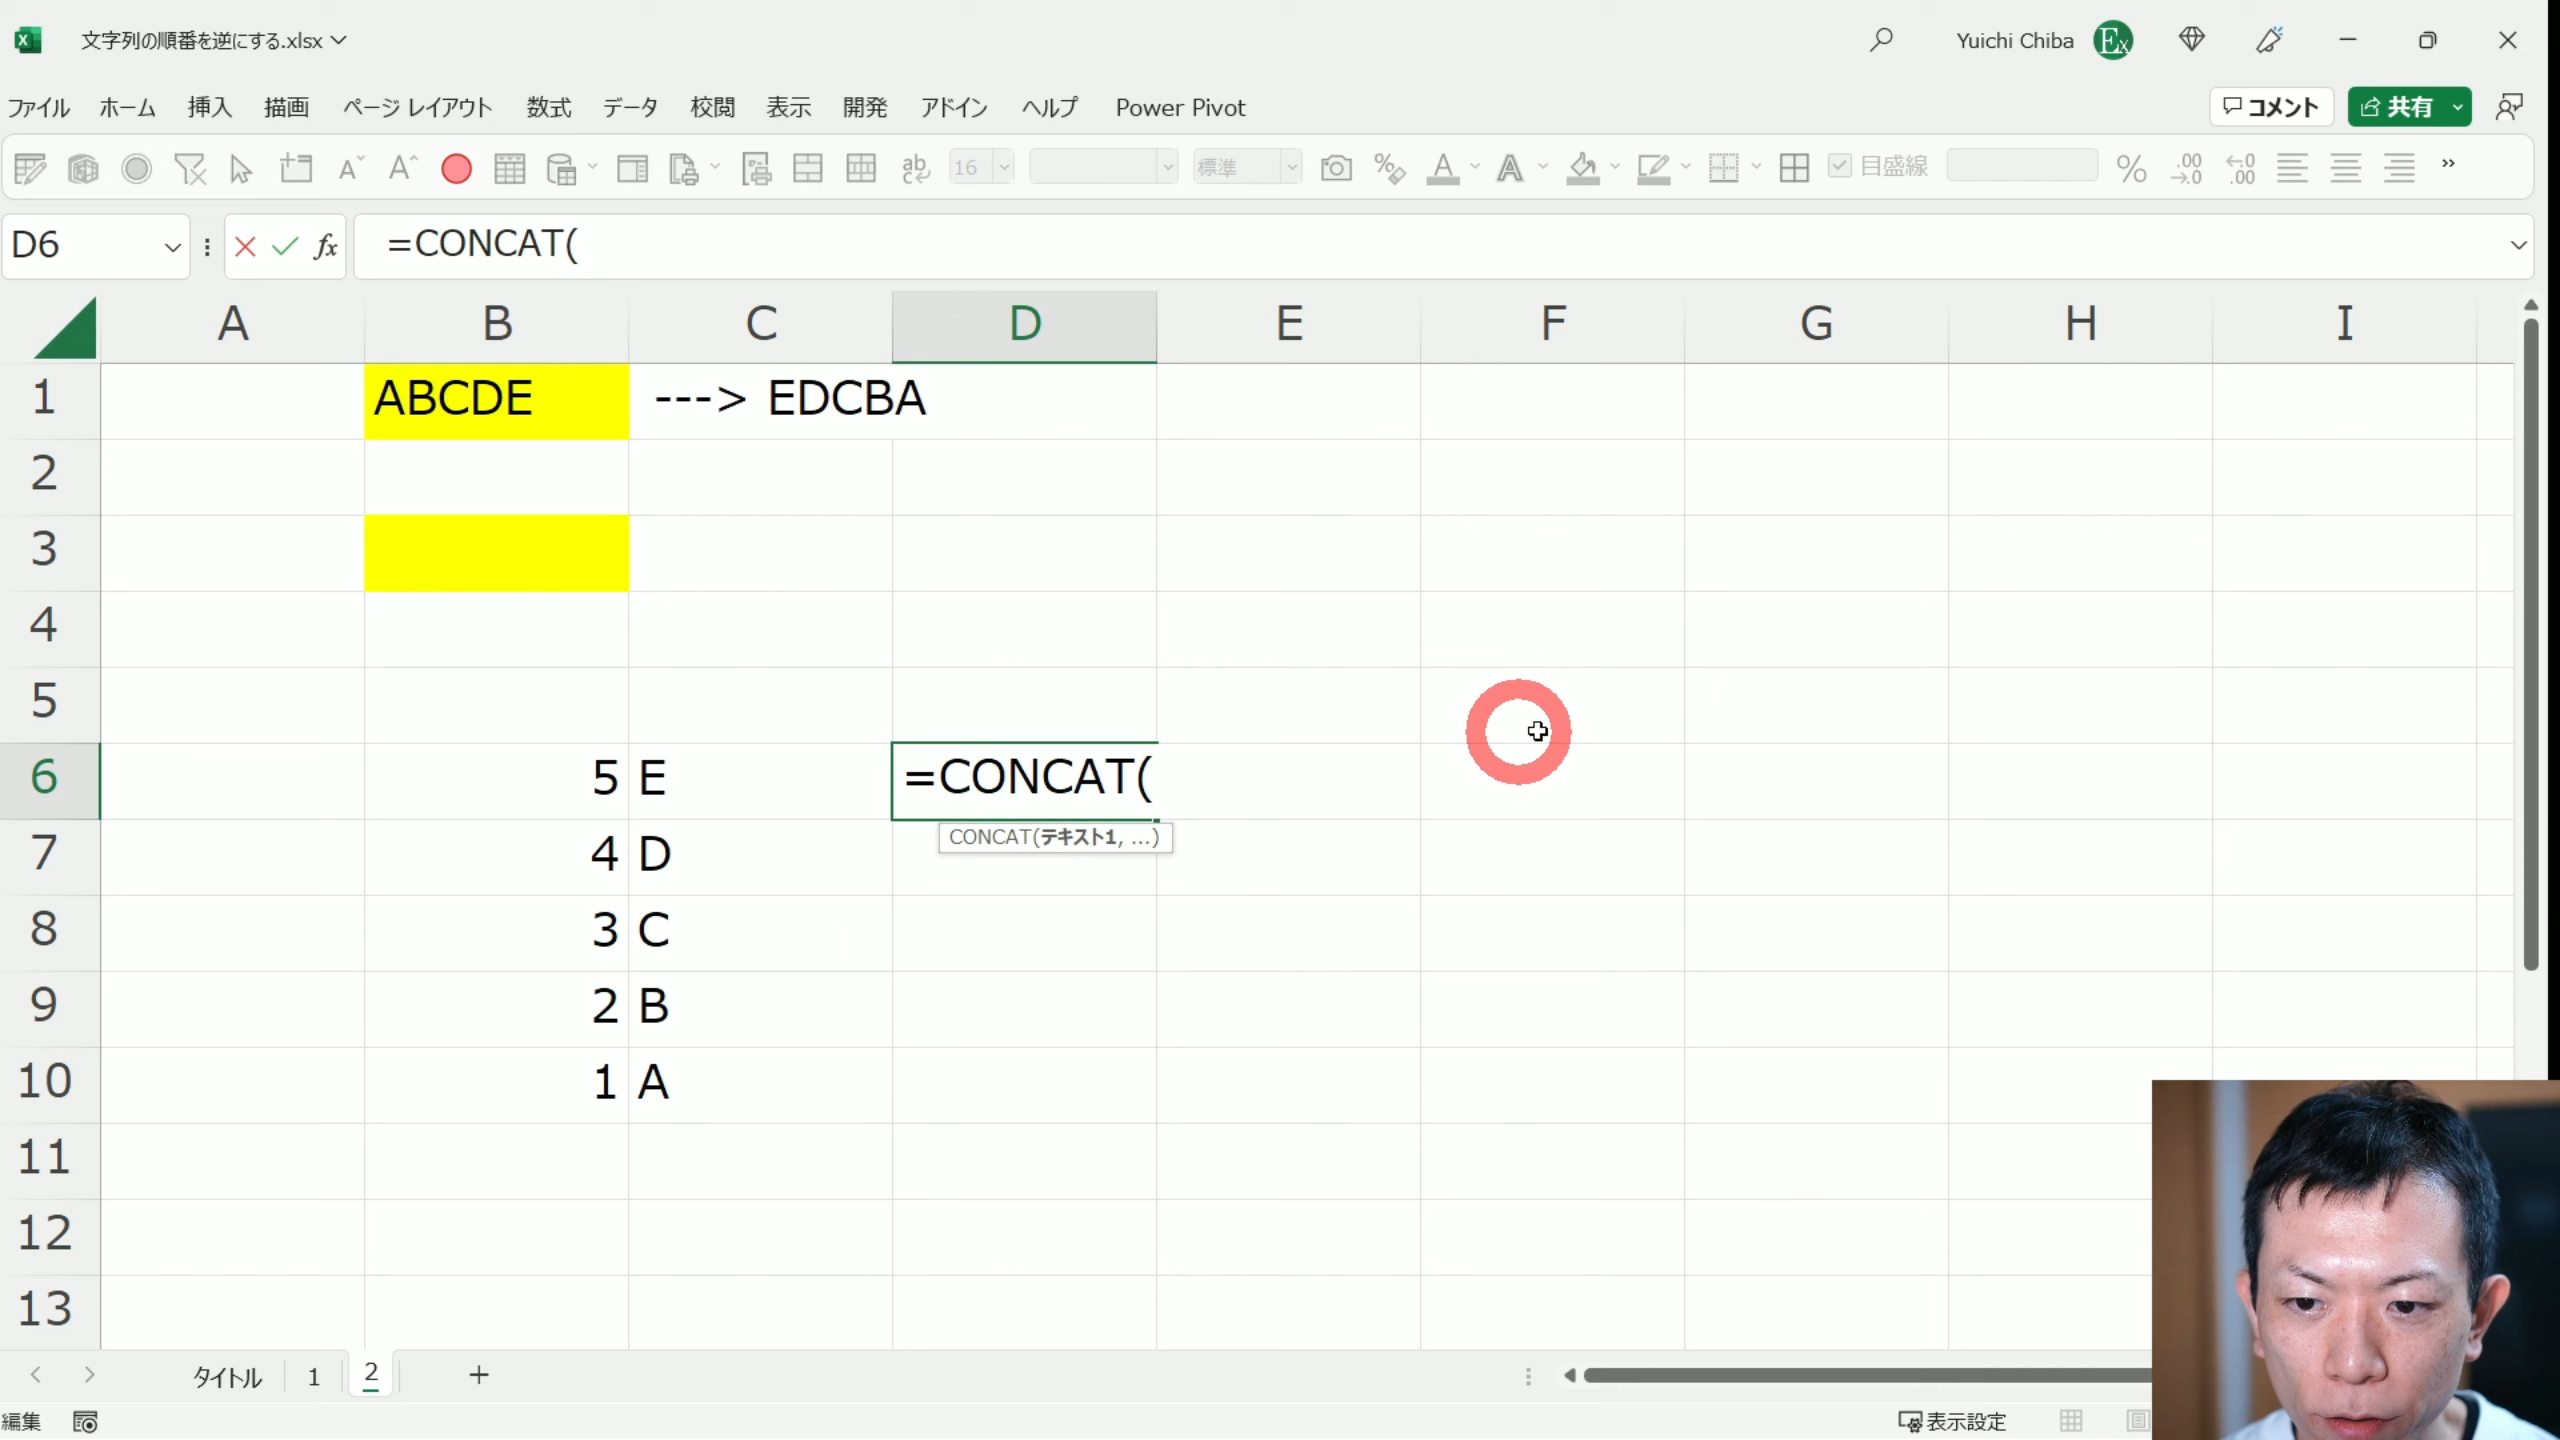 文字列の順番を逆にする.xlsx
Yuichi Chiba
Ex
ファイル ホーム 挿入 描画 ページ レイアウト 数式 データ 校閲 表示 開発 アドイン ヘルプ Power Pivot
コメント 共有
16 標準 目盛線
D6 fx =CONCAT(
A B C D E F G H I
1 ABCDE ---> EDCBA
2
3
4
5
6 5 E =CONCAT(
CONCAT(テキスト1, ...)
7 4 D
8 3 C
9 2 B
10 1 A
11
12
13
タイトル 1 2 +
編集 表示設定